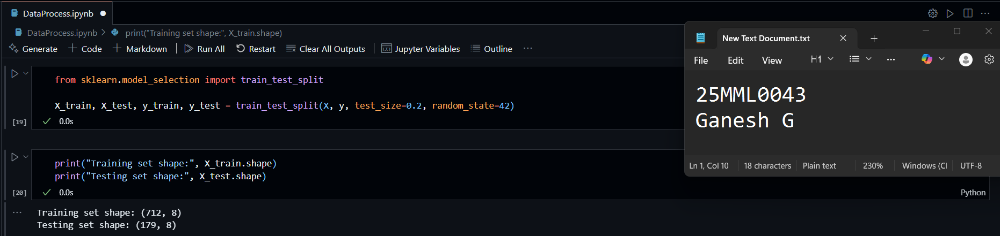 DataProcess.ipynb
DataProcess.ipynb > print("Training set shape:", X_train.shape)
Generate + Code + Markdown Run All Restart Clear All Outputs Jupyter Variables Outline ...
from sklearn.model_selection import train_test_split
X_train, X_test, y_train, y_test = train_test_split(X, y, test_size=0.2, random_state=42)
[19] 0.0s
print("Training set shape:", X_train.shape)
print("Testing set shape:", X_test.shape)
[20] 0.0s
Python
Training set shape: (712, 8)
Testing set shape: (179, 8)
New Text Document.txt
File Edit View H1
25MML0043
Ganesh G
Ln 1, Col 10 18 characters Plain text 230% Windows (Cl UTF-8